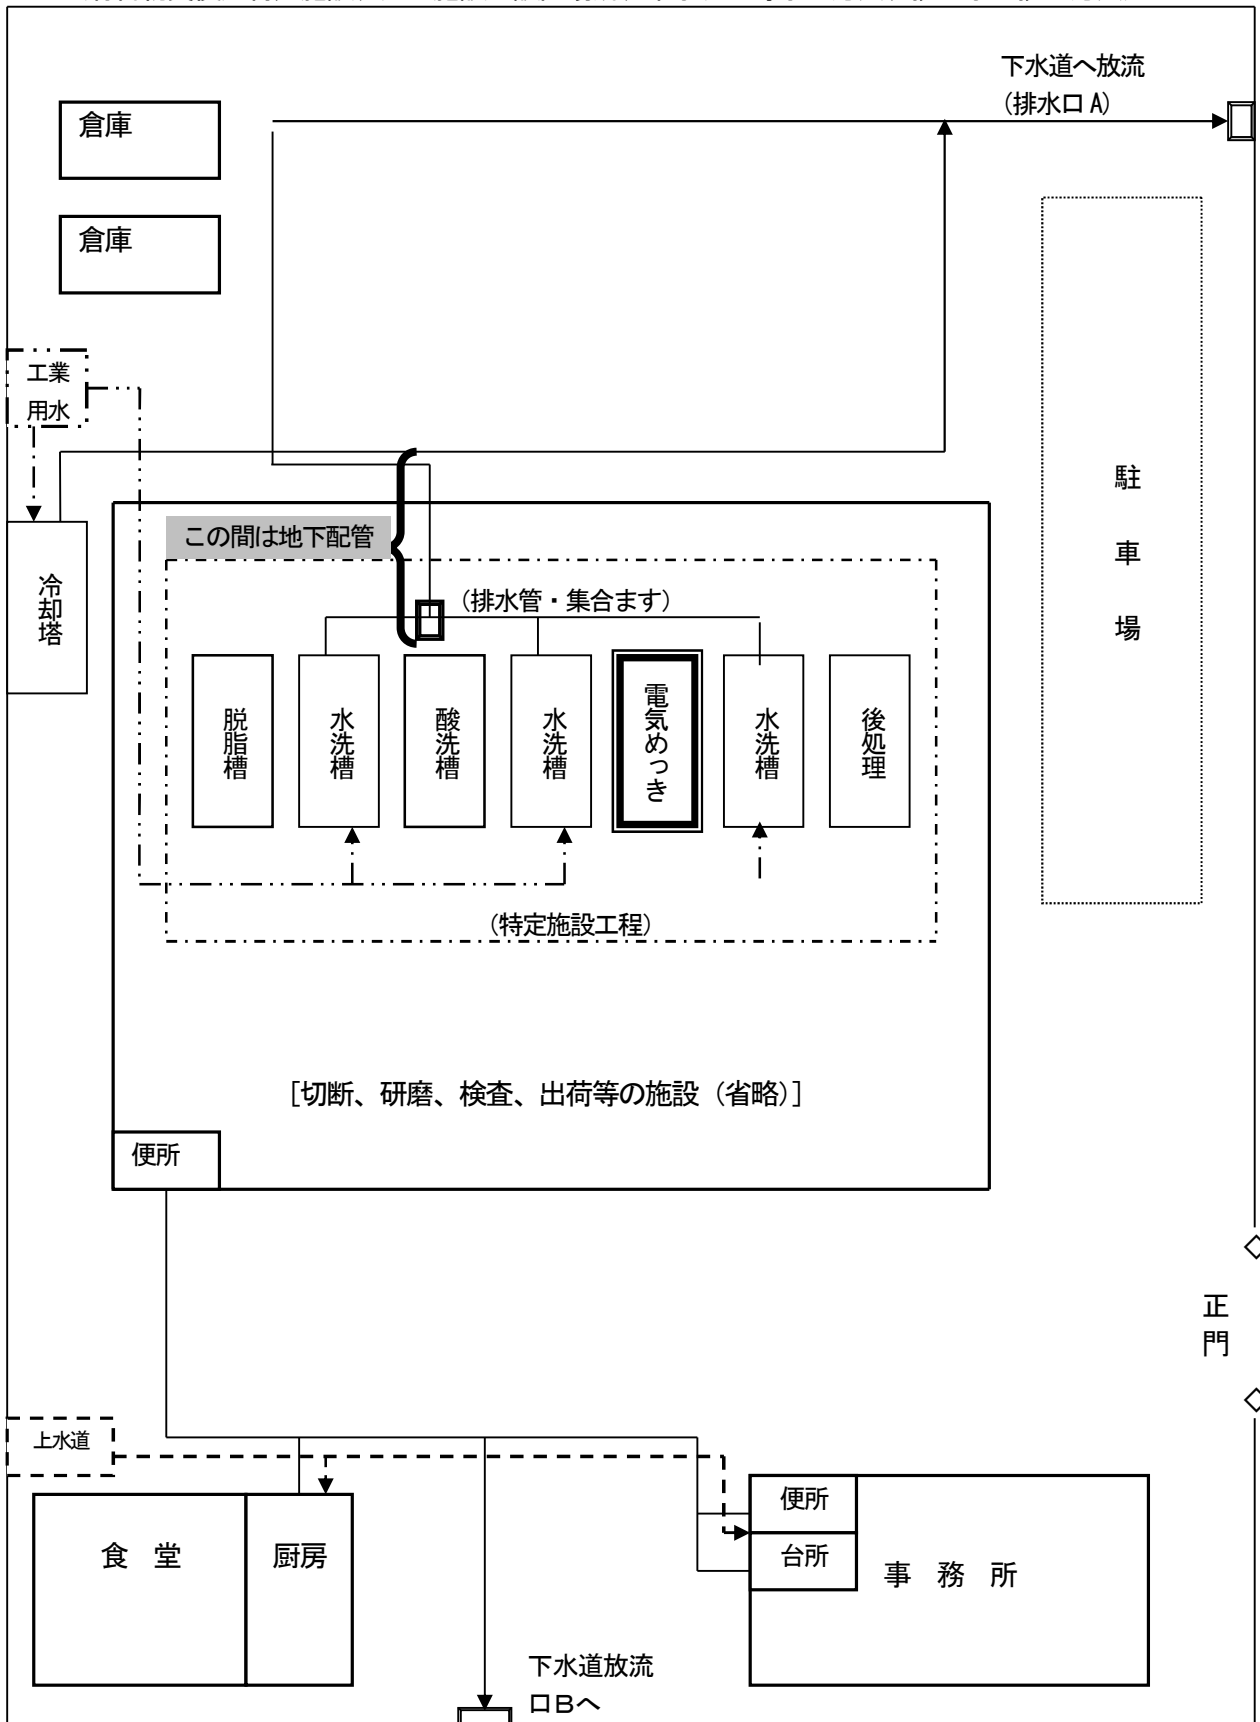 下水道へ放流
(排水口 A)
倉庫
倉庫
工業
用水
駐車場
この間は地下配管
冷却塔
(排水管・集合ます)
脱脂槽
水洗槽
酸洗槽
水洗槽
電気めっき
水洗槽
後処理
(特定施設工程)
[切断、研磨、検査、出荷等の施設（省略）]
便所
正門
上水道
便所
台所
食堂
厨房
事務所
下水道放流
口Bへ